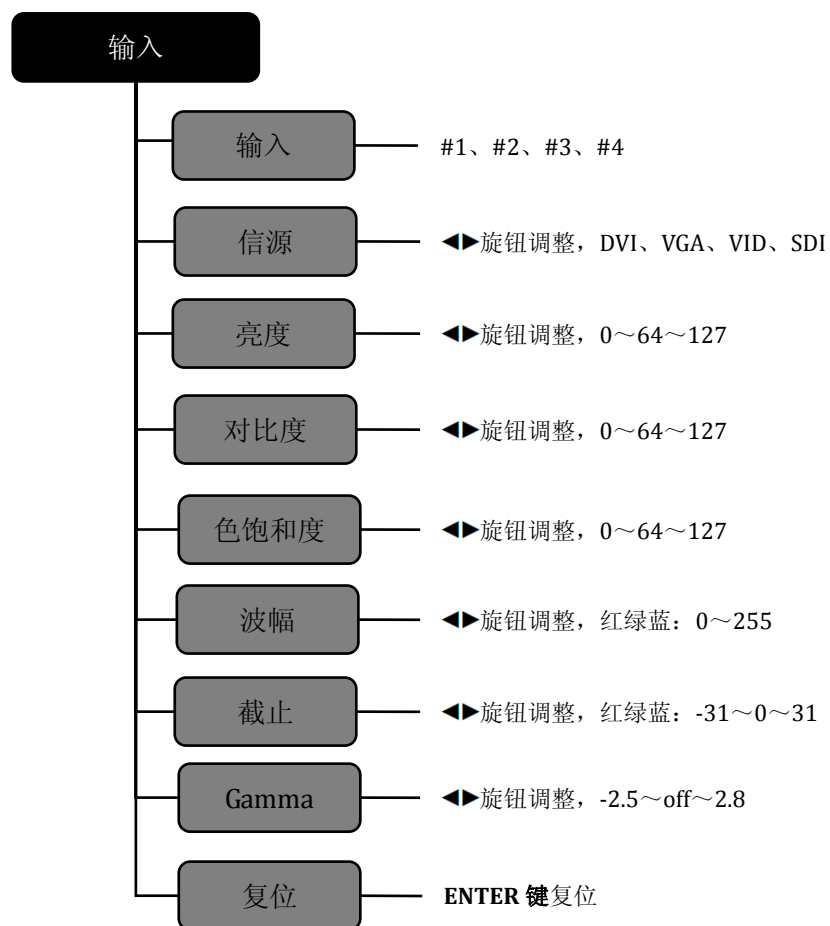 输入
输入
#1、#2、#3、#4
信源
◀▶旋钮调整，DVI、VGA、VID、SDI
亮度
◀▶旋钮调整，0～64～127
对比度
◀▶旋钮调整，0～64～127
色饱和度
◀▶旋钮调整，0～64～127
波幅
◀▶旋钮调整，红绿蓝：0～255
截止
◀▶旋钮调整，红绿蓝：-31～0～31
Gamma
◀▶旋钮调整，-2.5～off～2.8
复位
ENTER 键复位